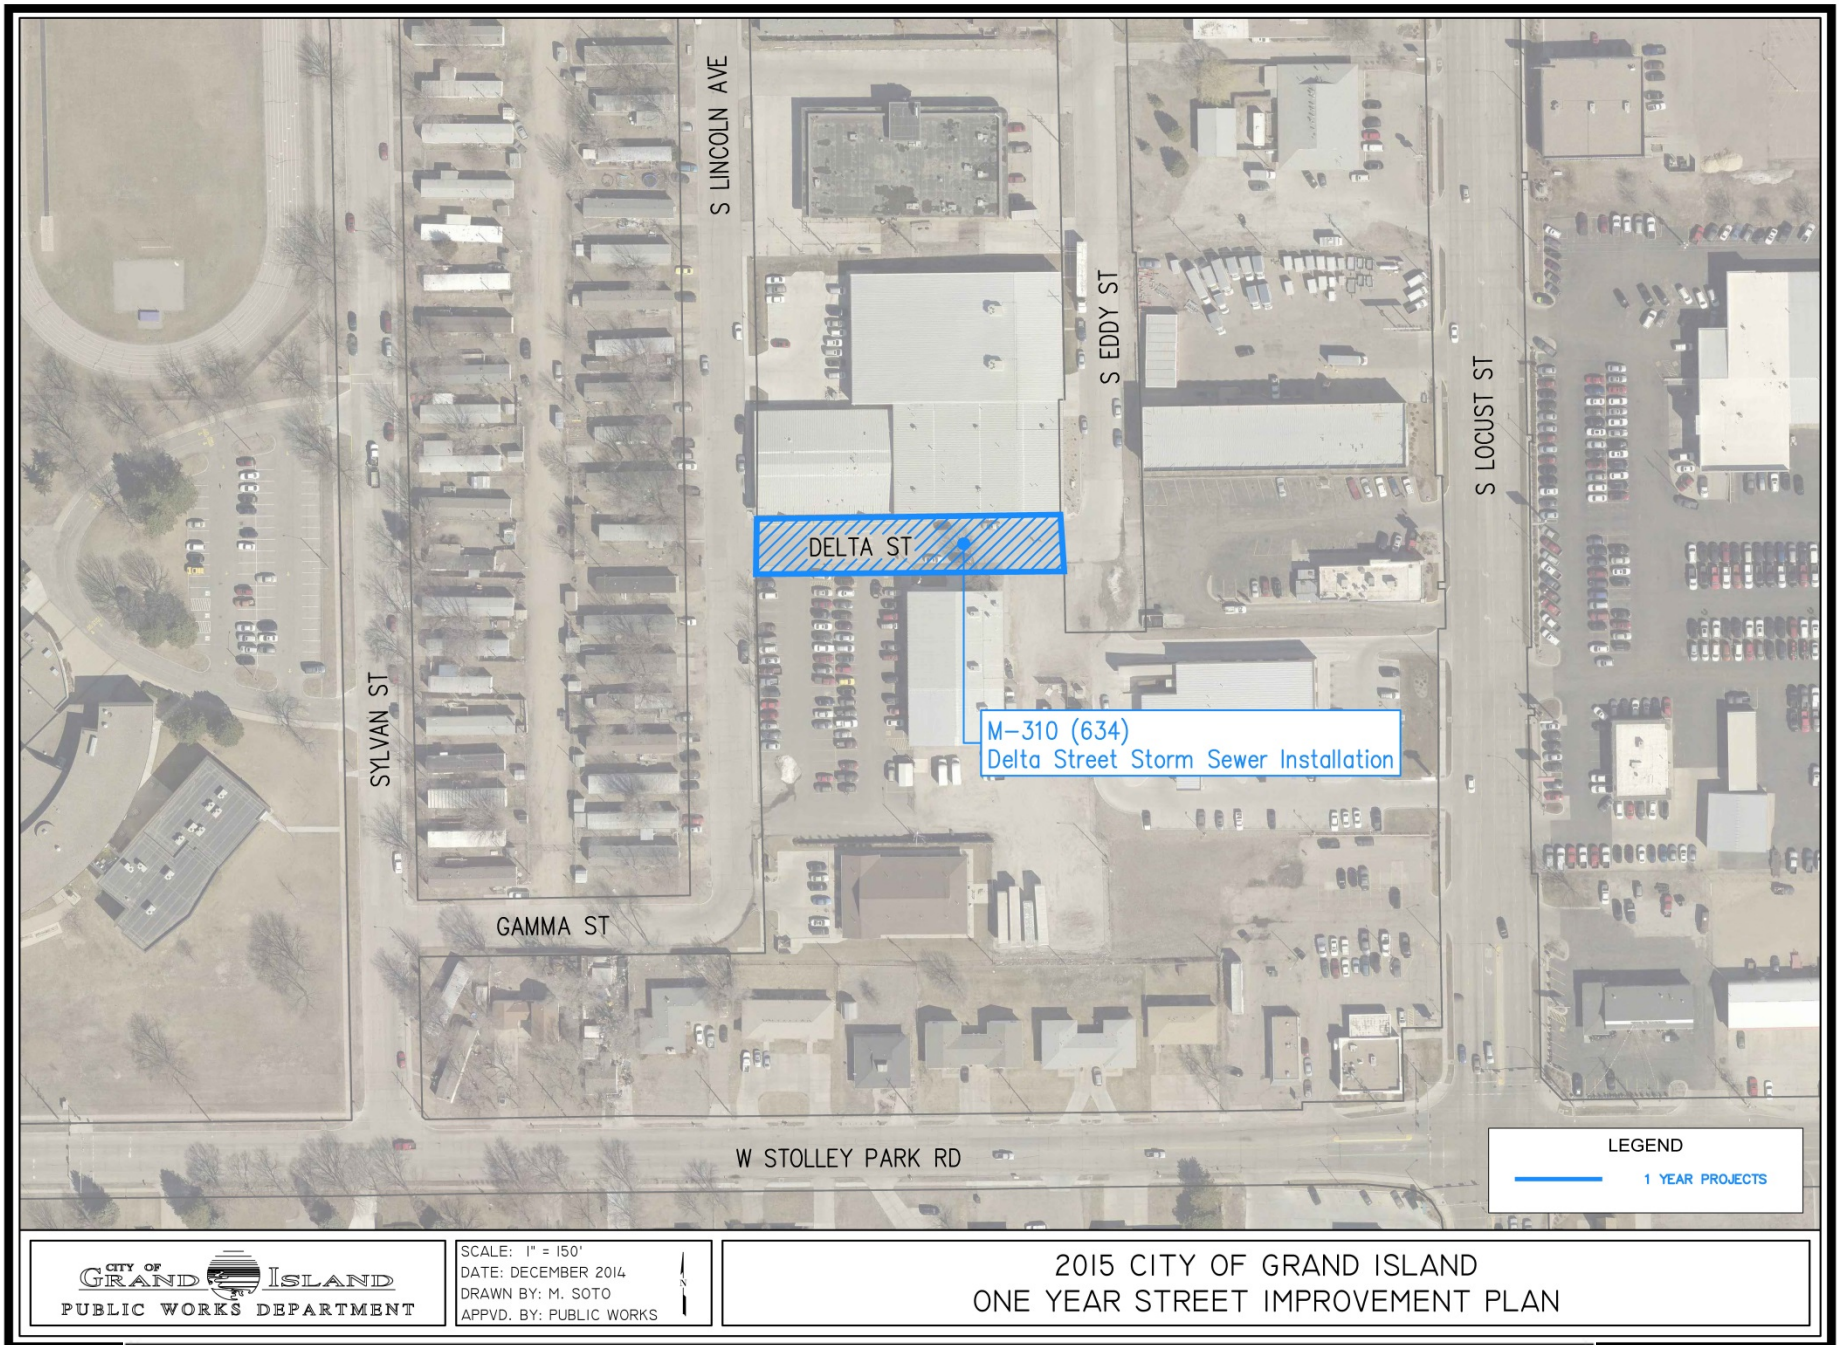 S LINCOLN AVE
S EDDY ST
S LOCUST ST
DELTA ST
SYLVAN ST
M-310 (634)
Delta Street Storm Sewer Installation
GAMMA ST
W STOLLEY PARK RD
LEGEND
1 YEAR PROJECTS
CITY OF
GRAND ISLAND
PUBLIC WORKS DEPARTMENT
SCALE: 1" = 150'
DATE: DECEMBER 2014
DRAWN BY: M. SOTO
APPVD. BY: PUBLIC WORKS
N
2015 CITY OF GRAND ISLAND
ONE YEAR STREET IMPROVEMENT PLAN